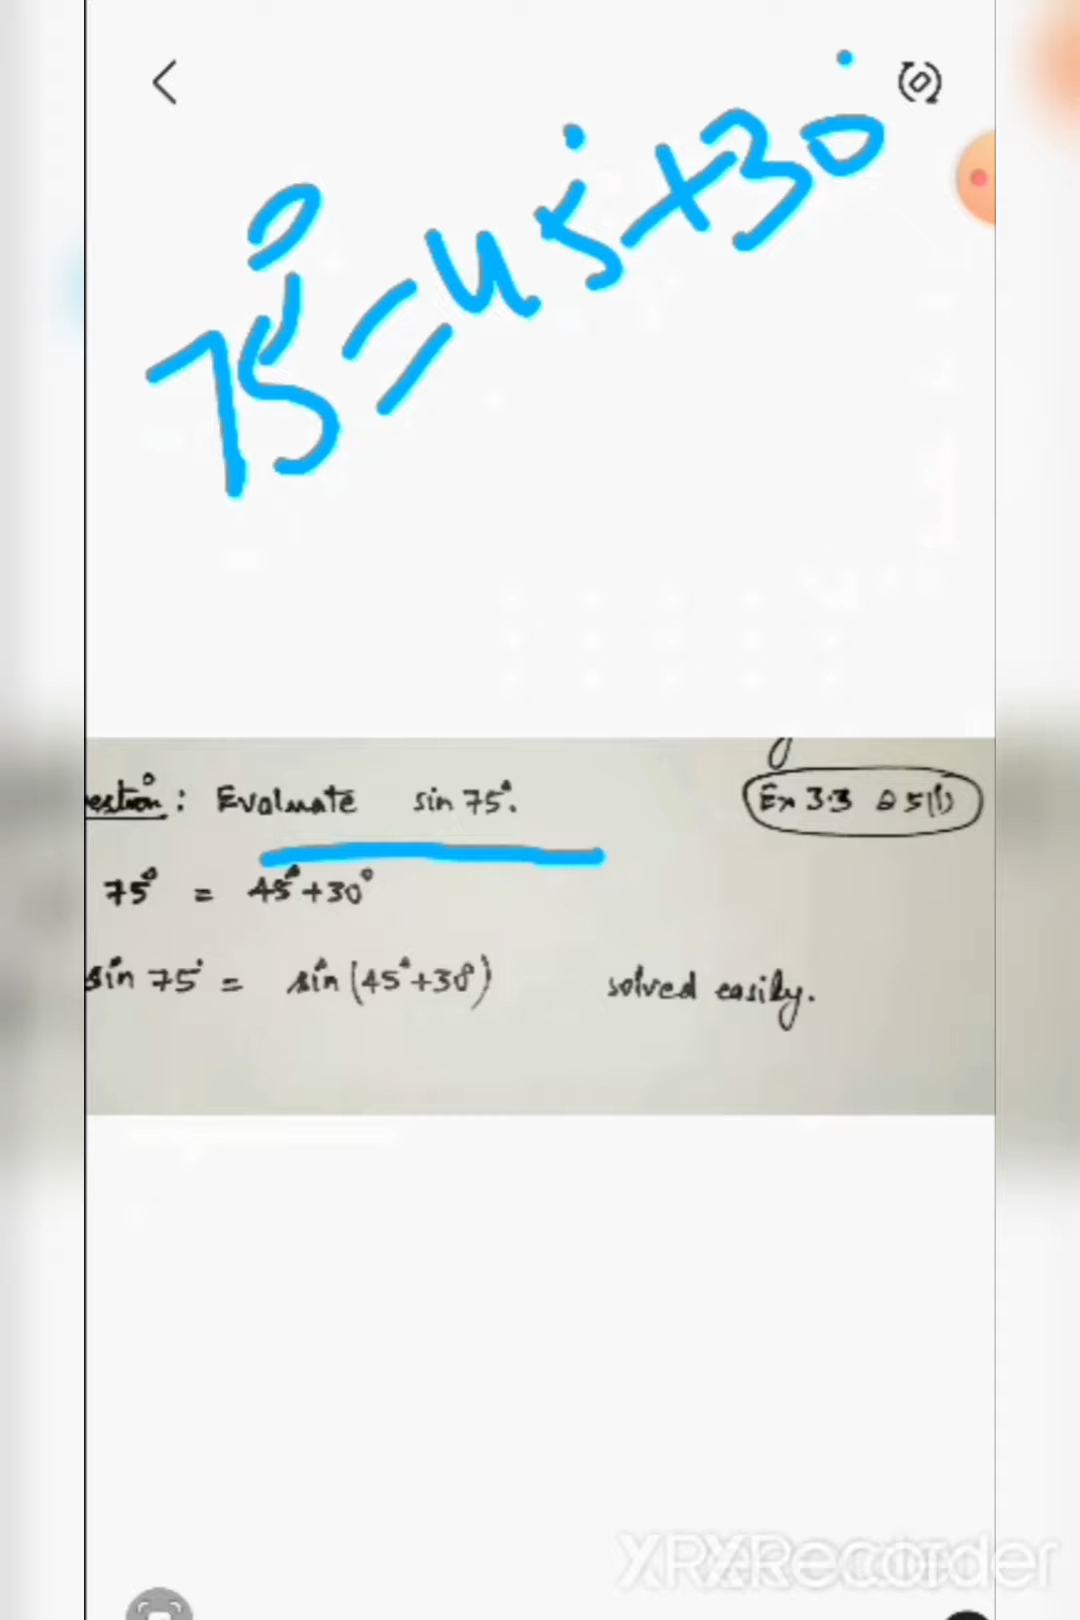 75° = 45° + 30°
estion: Evaluate sin 75°.
Ex 3.3 Q 5(i)
75° = 45° + 30°
sin 75° = sin (45° + 30°) solved easily.
XRecorder